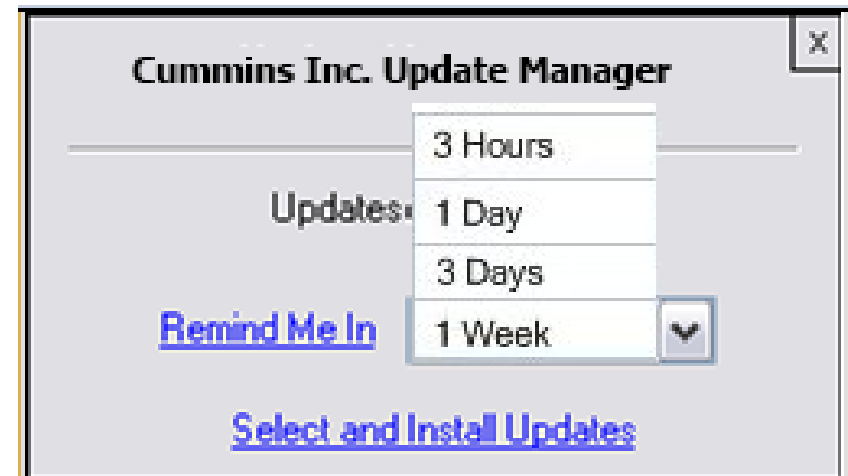 X
Cummins Inc. Update Manager
3 Hours
Updates 1 Day
3 Days
Remind Me In 1 Week
Select and Install Updates